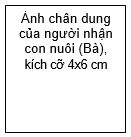 Ảnh chân dung
của người nhận
con nuôi (Bà),
kích cỡ 4x6 cm